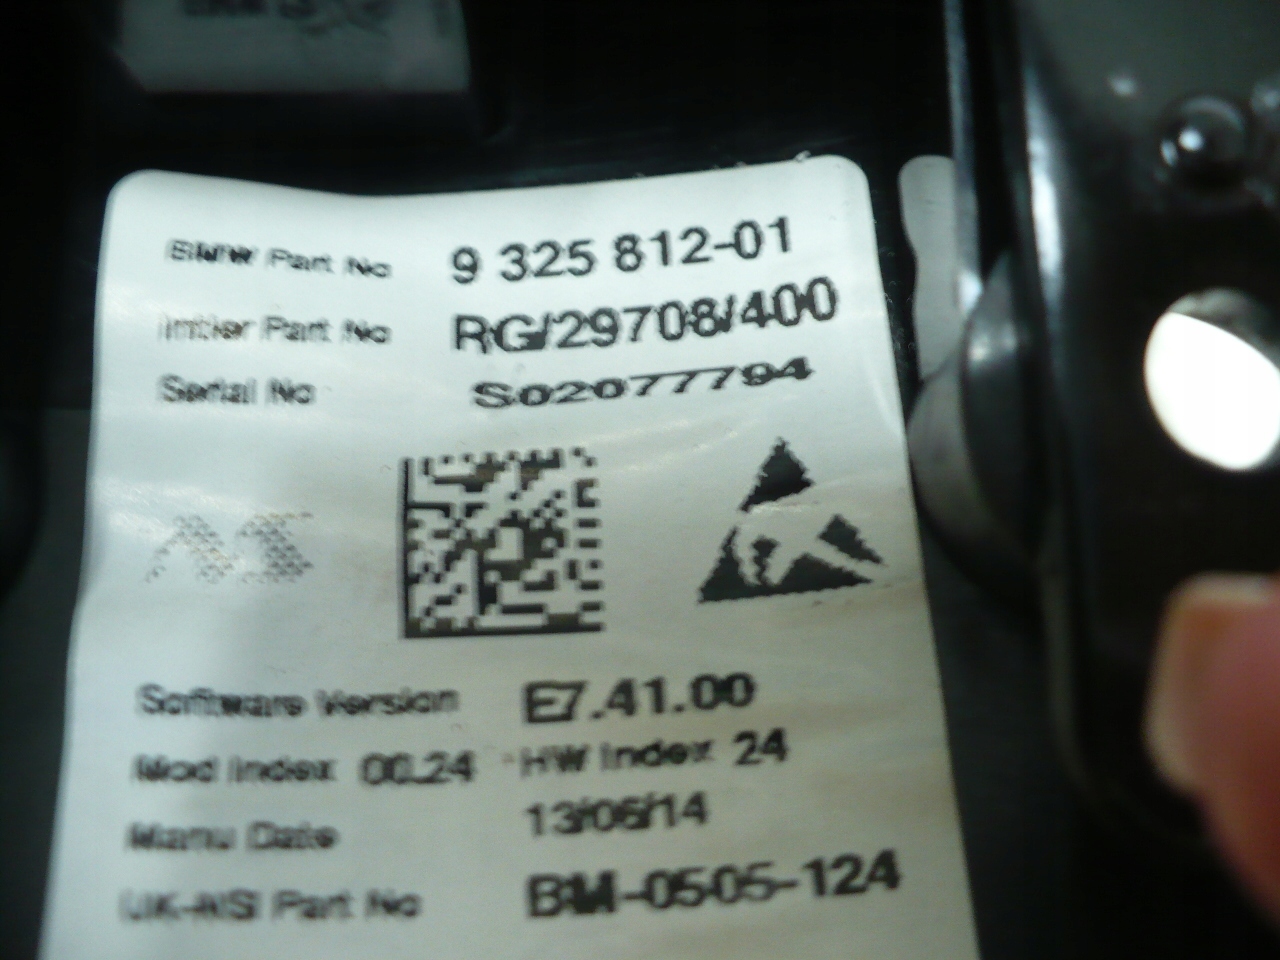 BMW Part No 9 325 812-01
Imtier Part No RG/29708/400
Serial No S02077794
Software Version E7.41.00
Mod Index 00.24 HW Index 24
Manu Date 13/06/14
UK-NSI Part No BM-0505-124